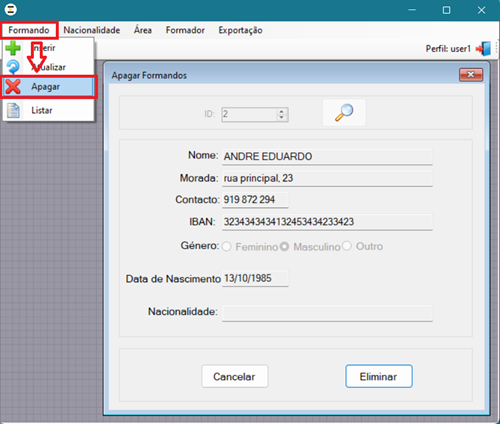 Formando Nacionalidade Área Formador Exportação
Inserir
Atualizar
Apagar
Listar
Perfil: user1
Apagar Formandos
ID: 2
Nome: ANDRE EDUARDO
Morada: rua principal, 23
Contacto: 919 872 294
IBAN: 3234343434132453434233423
Género: Feminino Masculino Outro
Data de Nascimento 13/10/1985
Nacionalidade:
Cancelar Eliminar